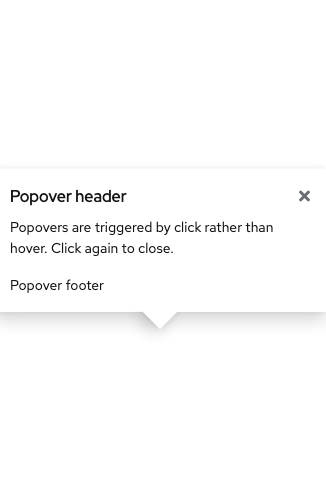 Popover header
Popovers are triggered by click rather than
hover. Click again to close.
Popover footer